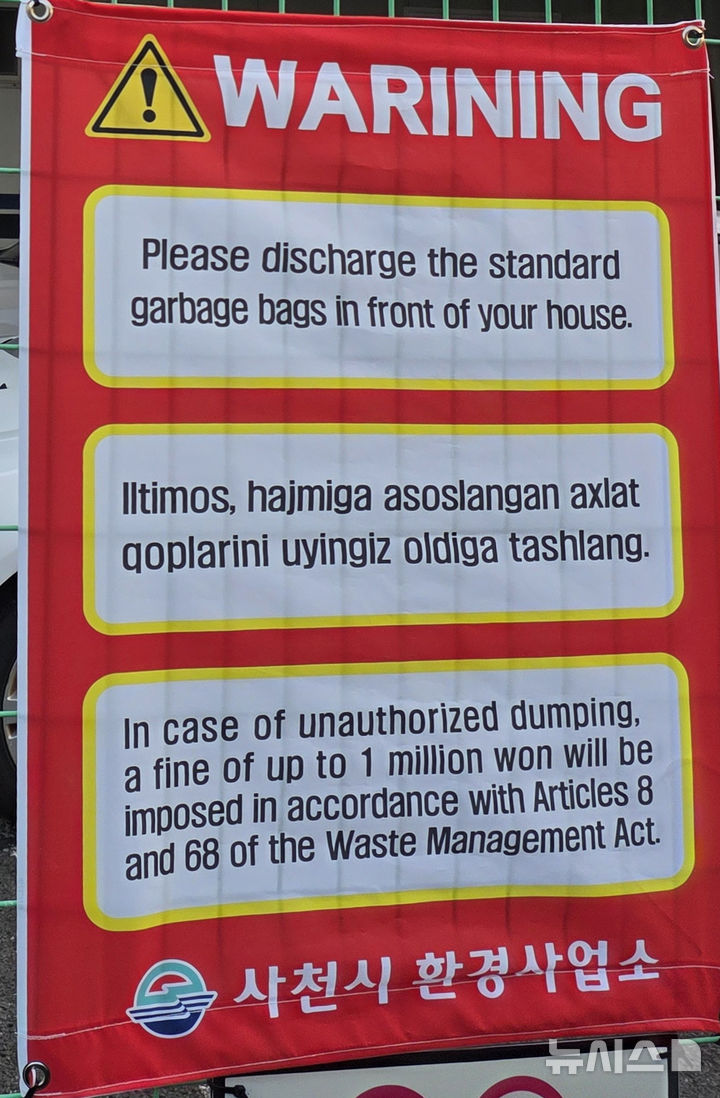 WARINING
Please discharge the standard
garbage bags in front of your house.
Iltimos, hajmiga asoslangan axlat
qoplarini uyingiz oldiga tashlang.
In case of unauthorized dumping,
a fine of up to 1 million won will be
imposed in accordance with Articles 8
and 68 of the Waste Management Act.
사천시 환경사업소
뉴시스